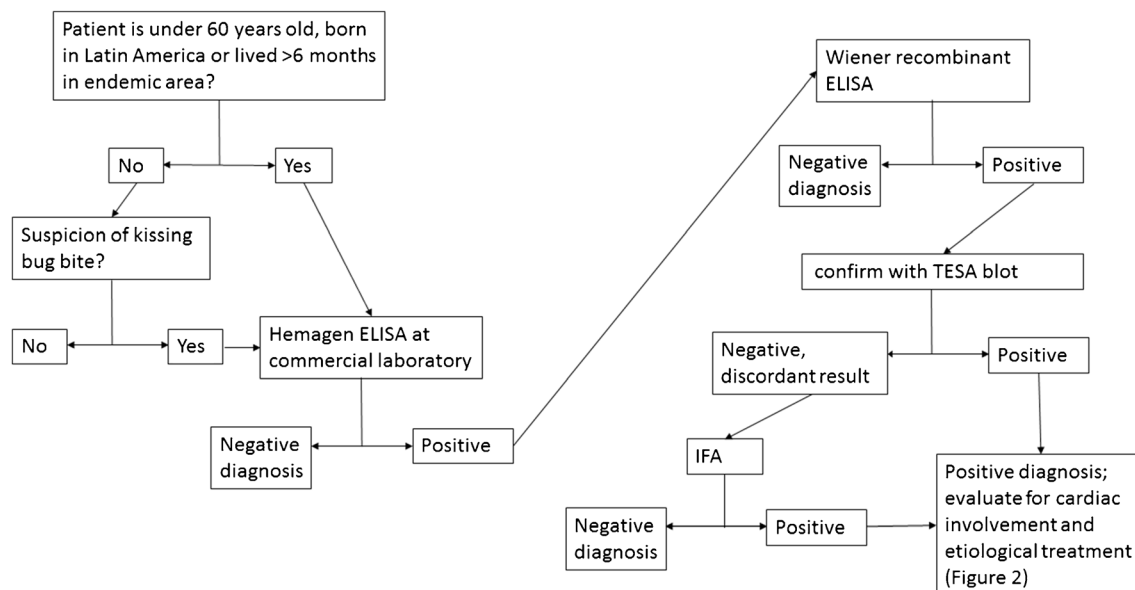 Patient is under 60 years old, born
in Latin America or lived >6 months
in endemic area?
No
Yes
Suspicion of kissing
bug bite?
No
Yes
Hemagen ELISA at
commercial laboratory
Negative
diagnosis
Positive
Wiener recombinant
ELISA
Negative
diagnosis
Positive
confirm with TESA blot
Negative,
discordant result
Positive
IFA
Negative
diagnosis
Positive
Positive diagnosis;
evaluate for cardiac
involvement and
etiological treatment
(Figure 2)